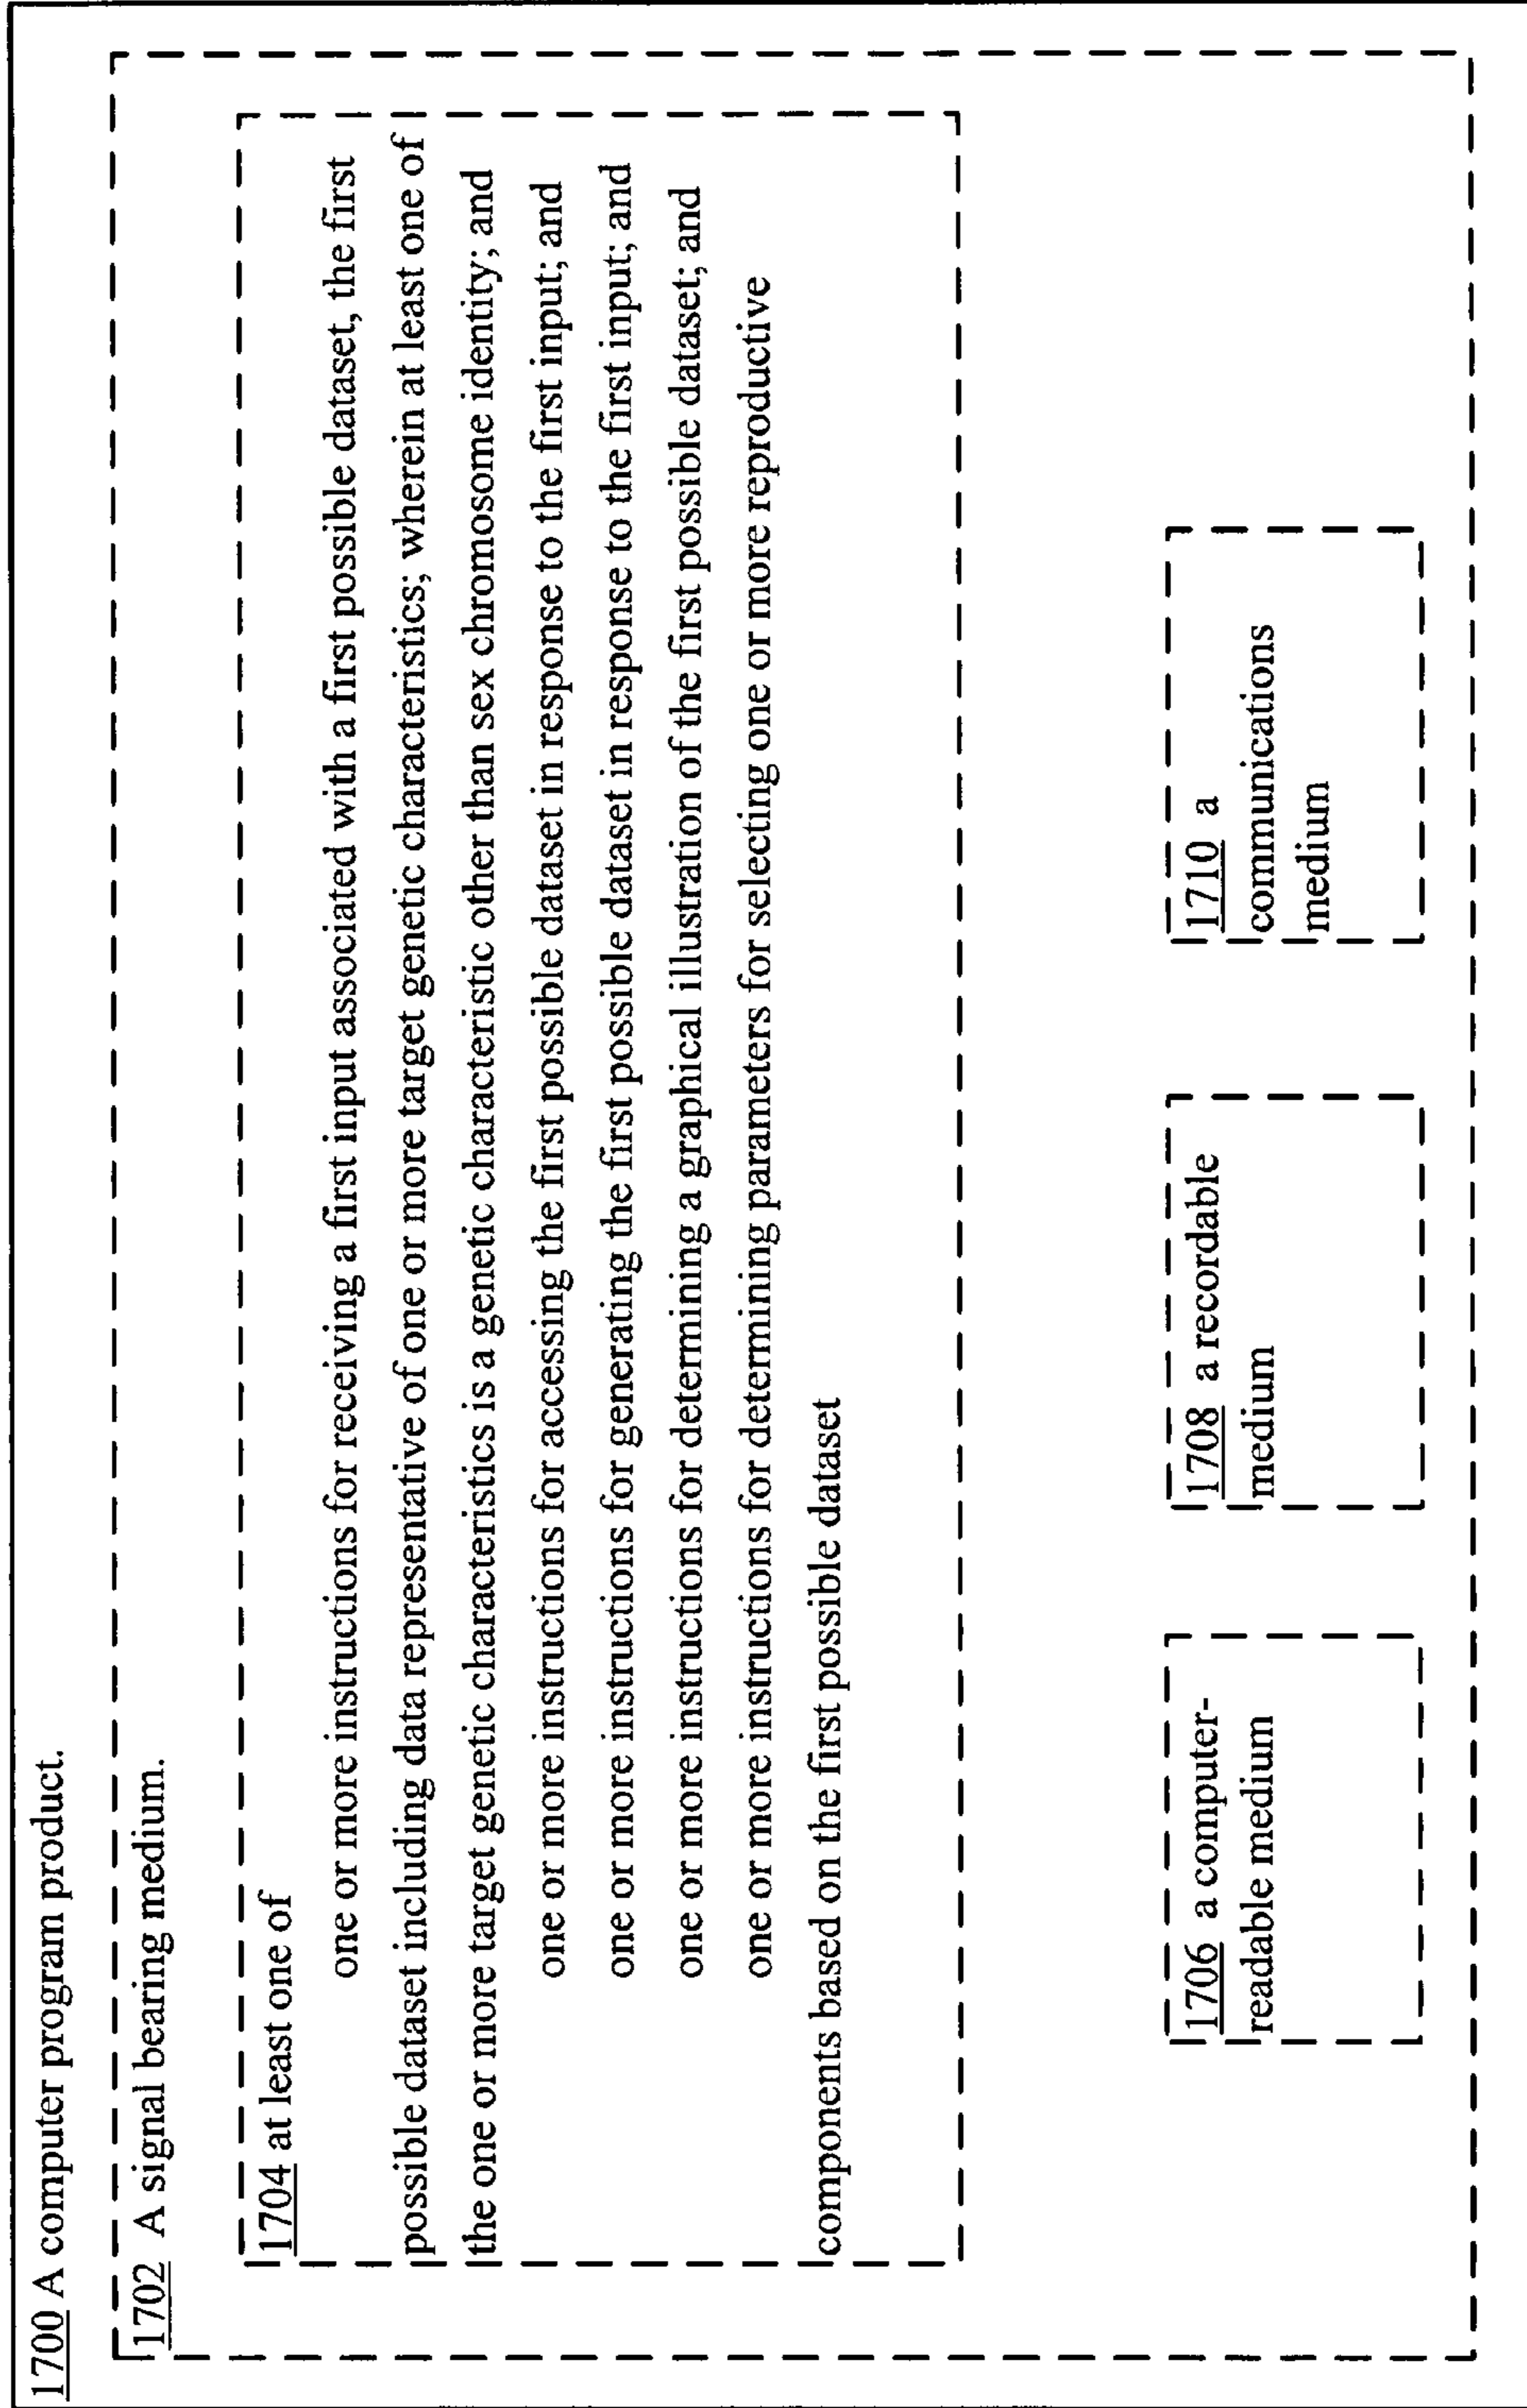 1700 A computer program product.
1702 A signal bearing medium.
1704 at least one of
one or more instructions for receiving a first input associated with a first possible dataset, the first
possible dataset including data representative of one or more target genetic characteristics; wherein at least one of
the one or more target genetic characteristics is a genetic characteristic other than sex chromosome identity; and
one or more instructions for accessing the first possible dataset in response to the first input; and
one or more instructions for generating the first possible dataset in response to the first input; and
one or more instructions for determining a graphical illustration of the first possible dataset; and
one or more instructions for determining parameters for selecting one or more reproductive
components based on the first possible dataset
1706 a computer-
readable medium
1708 a recordable
medium
1710 a
communications
medium